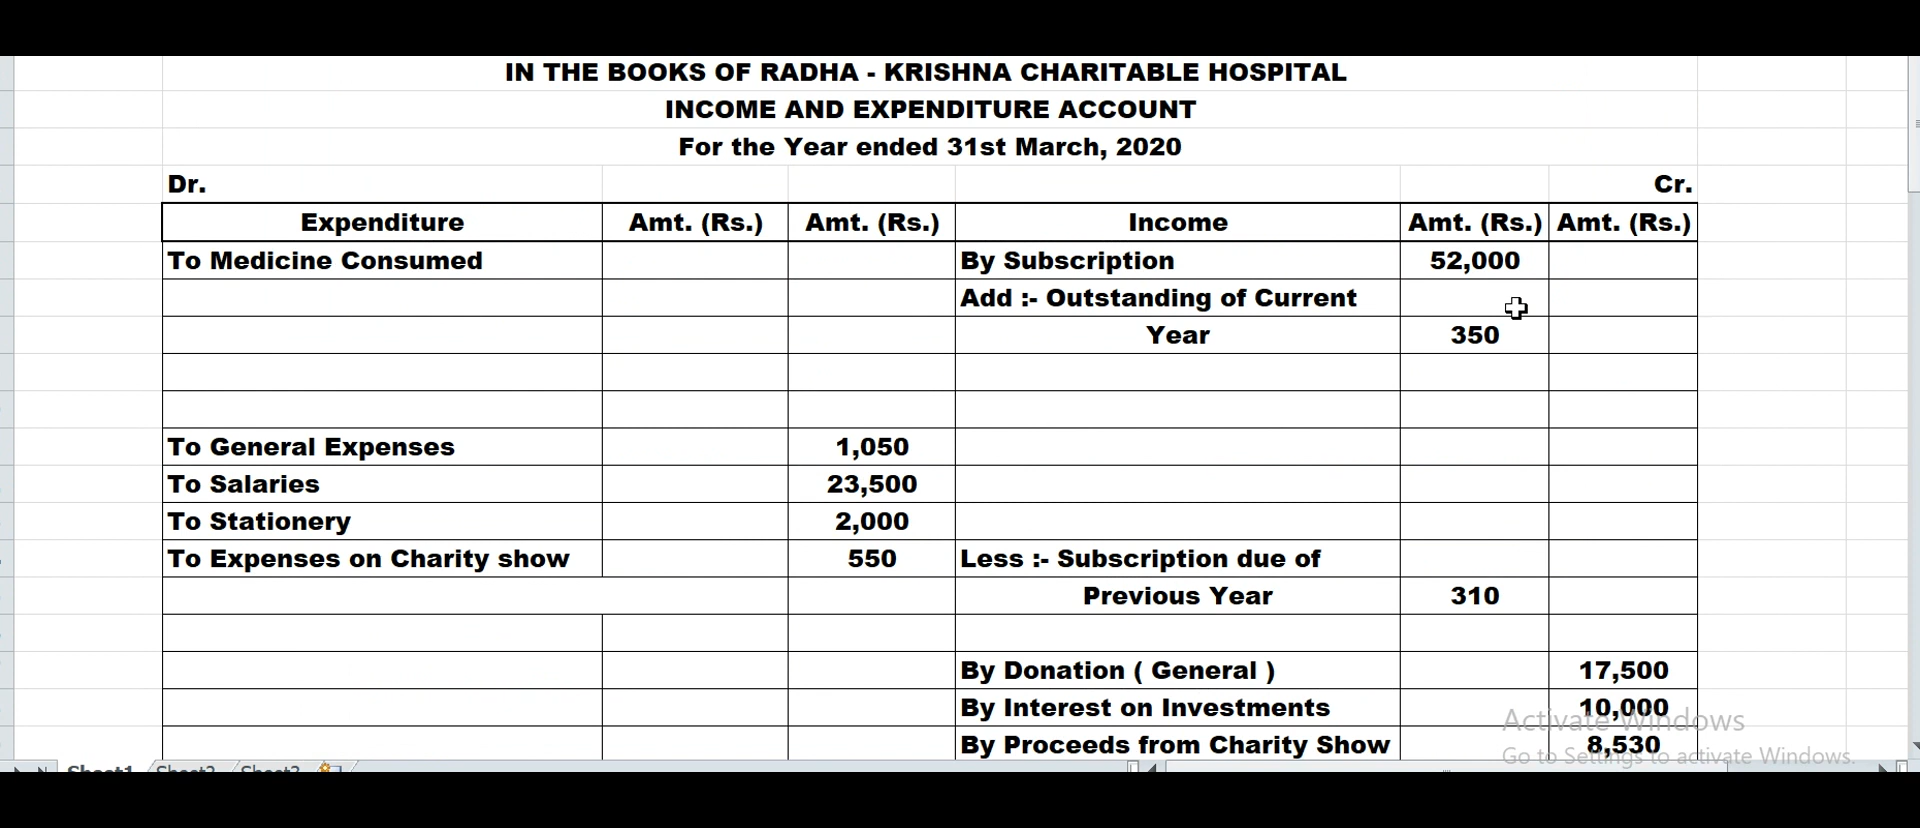 IN THE BOOKS OF RADHA - KRISHNA CHARITABLE HOSPITAL
INCOME AND EXPENDITURE ACCOUNT
For the Year ended 31st March, 2020
Dr. Cr.
Expenditure Amt. (Rs.) Amt. (Rs.) Income Amt. (Rs.) Amt. (Rs.)
To Medicine Consumed By Subscription 52,000
Add :- Outstanding of Current
Year 350
To General Expenses 1,050
To Salaries 23,500
To Stationery 2,000
To Expenses on Charity show 550 Less :- Subscription due of
Previous Year 310
By Donation ( General ) 17,500
By Interest on Investments 10,000
Activate Windows
By Proceeds from Charity Show 8,530
Go to Settings to activate Windows.
Sheet1 Sheet2 Sheet3